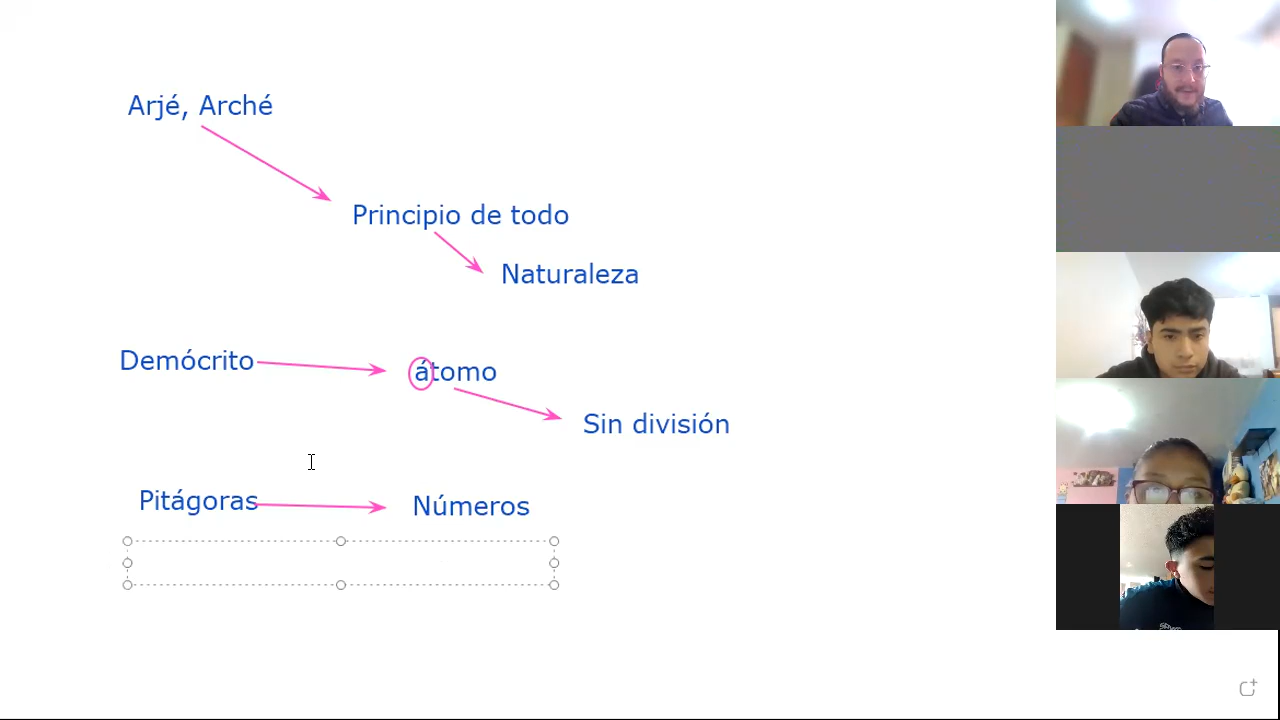 Arjé, Arché
Principio de todo
Naturaleza
Demócrito
átomo
Sin división
Pitágoras
Números